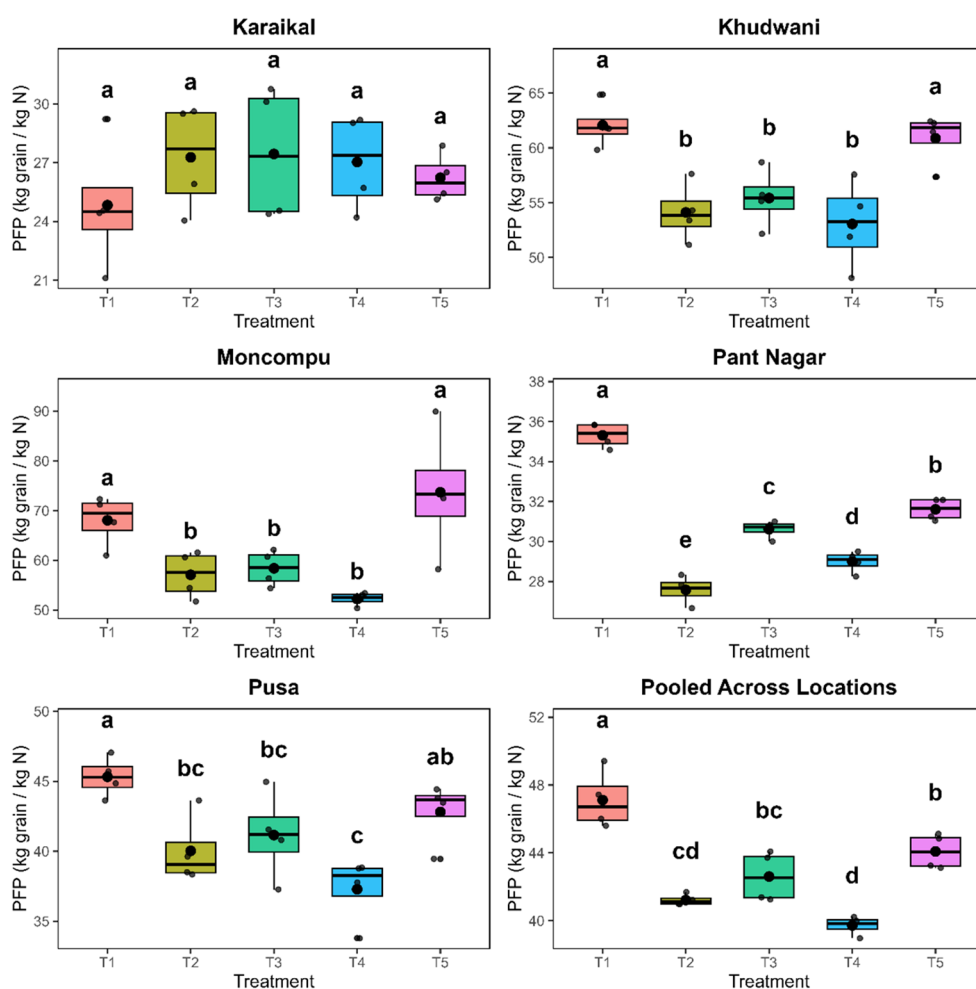 Karaikal
PFP (kg grain / kg N)
30
27
24
21
a a a a a
T1 T2 T3 T4 T5
Treatment
Khudwani
PFP (kg grain / kg N)
65
60
55
50
a b b b a
T1 T2 T3 T4 T5
Treatment
Moncompu
PFP (kg grain / kg N)
90
80
70
60
50
a b b b a
T1 T2 T3 T4 T5
Treatment
Pant Nagar
PFP (kg grain / kg N)
38
36
34
32
30
28
a e c d b
T1 T2 T3 T4 T5
Treatment
Pusa
PFP (kg grain / kg N)
50
45
40
35
a bc bc c ab
T1 T2 T3 T4 T5
Treatment
Pooled Across Locations
PFP (kg grain / kg N)
52
48
44
40
a cd bc d b
T1 T2 T3 T4 T5
Treatment